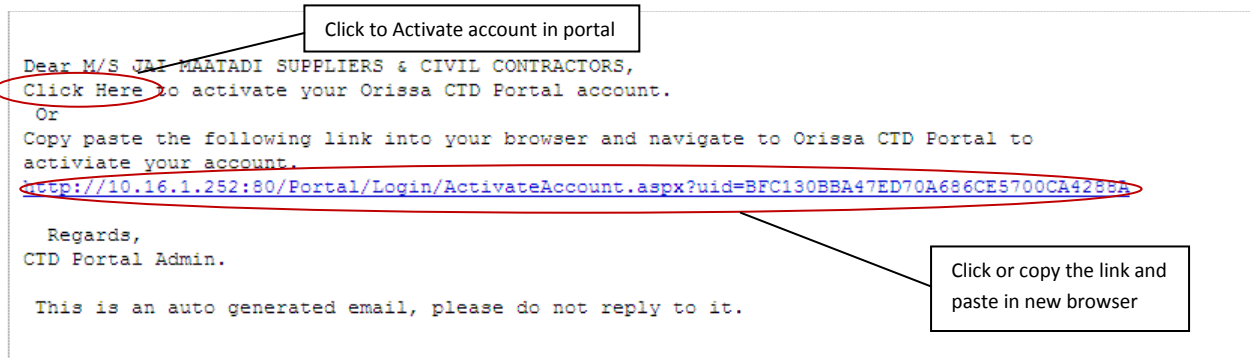 Click to Activate account in portal
Dear M/S JAI MAATADI SUPPLIERS & CIVIL CONTRACTORS,
Click Here to activate your Orissa CTD Portal account.
Or
Copy paste the following link into your browser and navigate to Orissa CTD Portal to
activiate your account.
http://10.16.1.252:80/Portal/Login/ActivateAccount.aspx?uid=BFC130BBA47ED70A686CE5700CA4288A
Regards,
CTD Portal Admin.
Click or copy the link and
paste in new browser
This is an auto generated email, please do not reply to it.